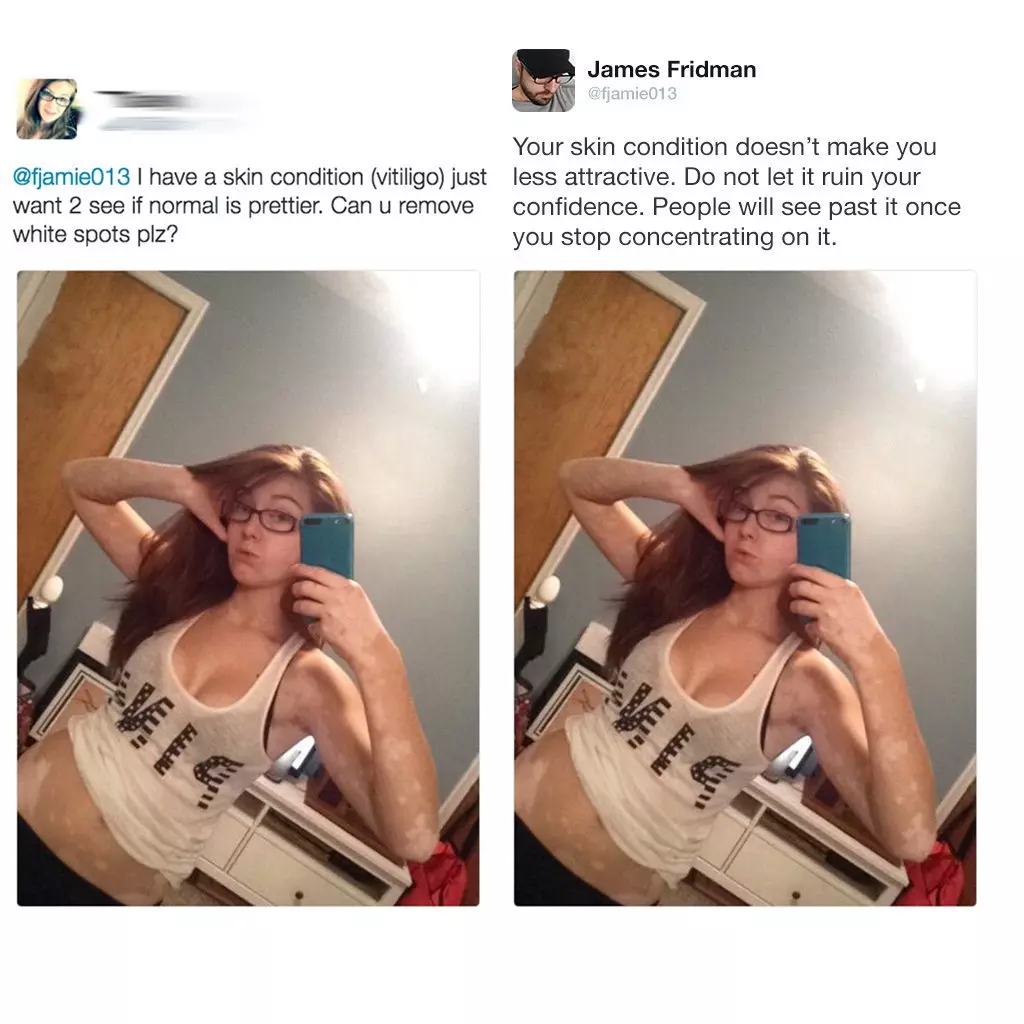 @fjamie013 I have a skin condition (vitiligo) just
want 2 see if normal is prettier. Can u remove
white spots plz?
James Fridman
@fjamie013
Your skin condition doesn’t make you
less attractive. Do not let it ruin your
confidence. People will see past it once
you stop concentrating on it.